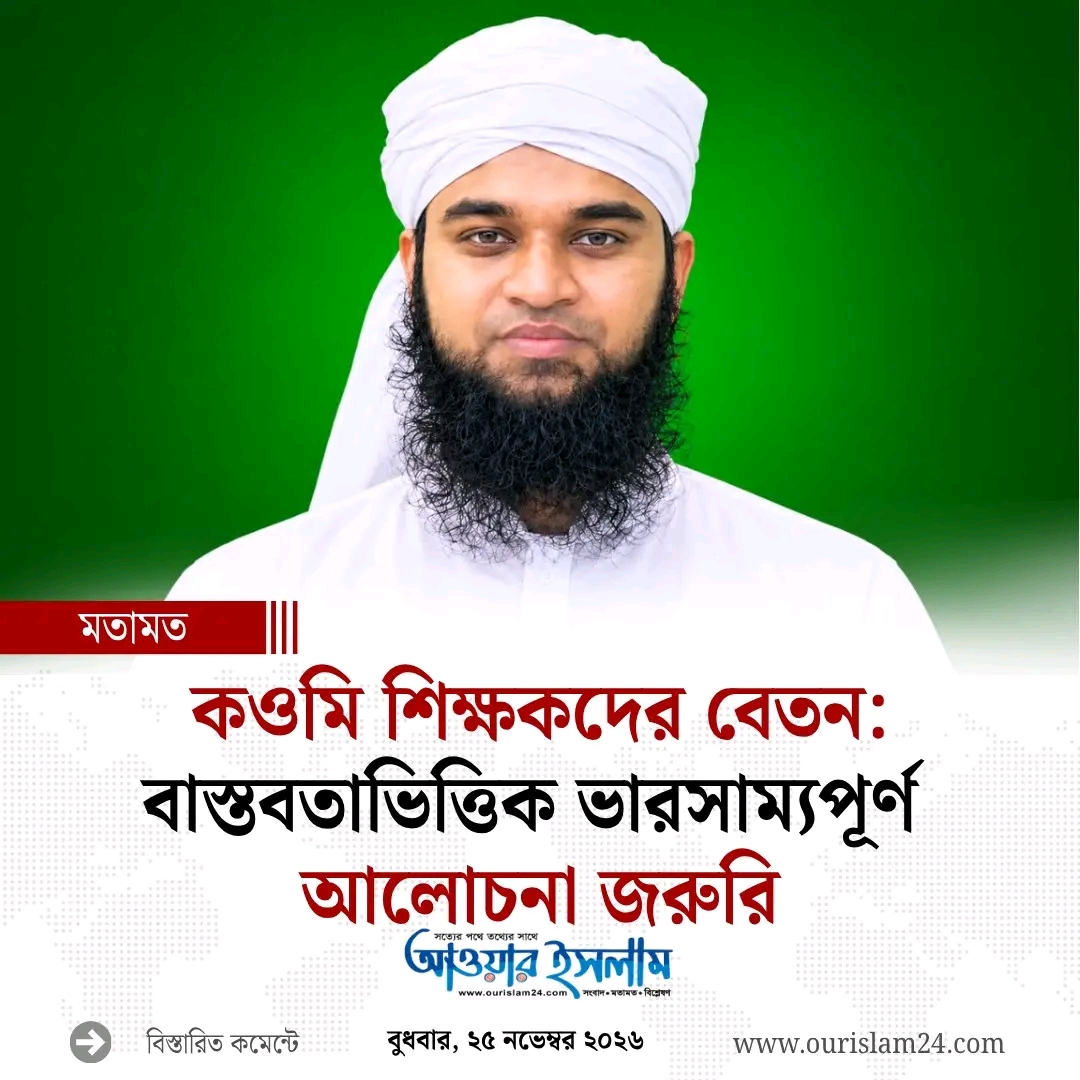 মতামত
কওমি শিক্ষকদের বেতন:
বাস্তবতাভিত্তিক ভারসাম্যপূর্ণ
আলোচনা জরুরি
সত্যের পথে তথ্যের সাথে
আওয়ার ইসলাম
www.ourislam24.com সংবাদ•মতামত•বিশ্লেষণ
বিস্তারিত কমেন্টে
বুধবার, ২৫ নভেম্বর ২০২৬
www.ourislam24.com